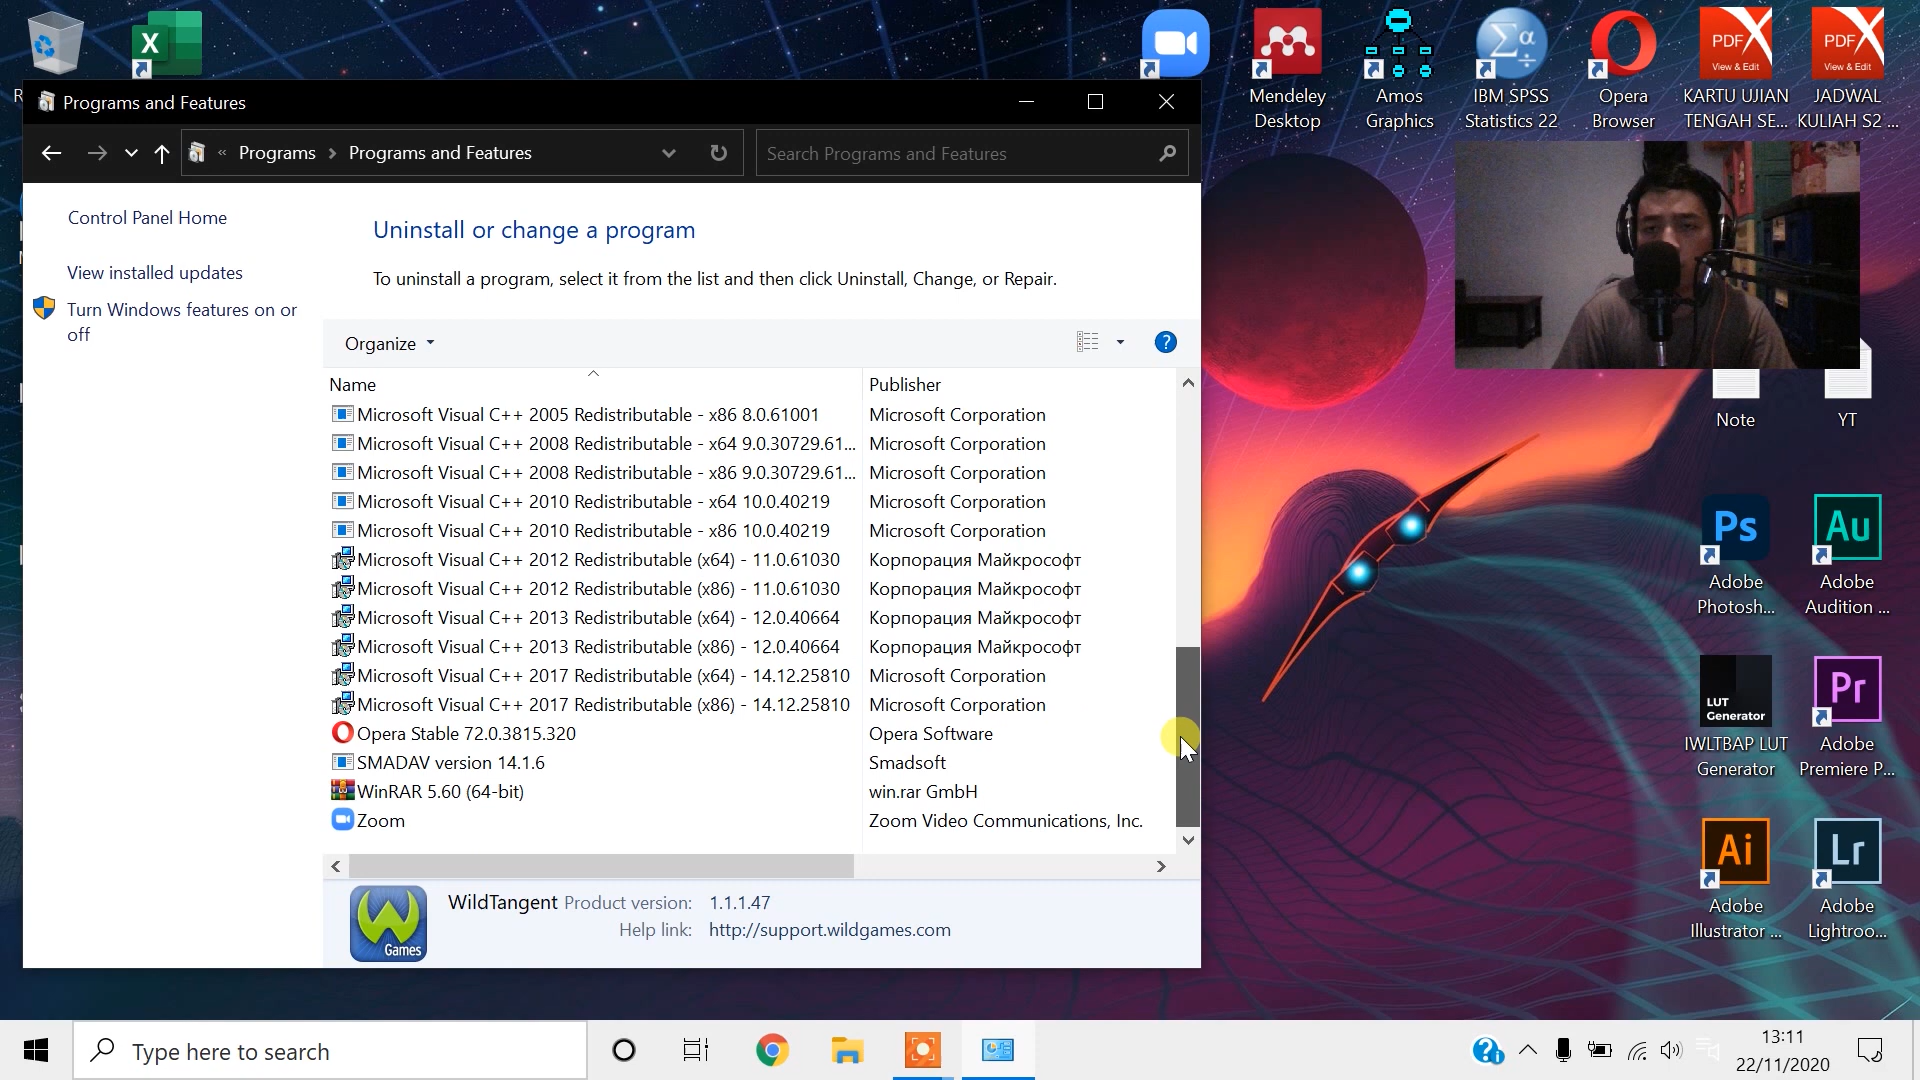 Programs and Features
« Programs > Programs and Features
Search Programs and Features
Control Panel Home
View installed updates
Turn Windows features on or
off
Uninstall or change a program
To uninstall a program, select it from the list and then click Uninstall, Change, or Repair.
Organize
Name Publisher
Microsoft Visual C++ 2005 Redistributable - x86 8.0.61001 Microsoft Corporation
Microsoft Visual C++ 2008 Redistributable - x64 9.0.30729.61... Microsoft Corporation
Microsoft Visual C++ 2008 Redistributable - x86 9.0.30729.61... Microsoft Corporation
Microsoft Visual C++ 2010 Redistributable - x64 10.0.40219 Microsoft Corporation
Microsoft Visual C++ 2010 Redistributable - x86 10.0.40219 Microsoft Corporation
Microsoft Visual C++ 2012 Redistributable (x64) - 11.0.61030 Корпорация Майкрософт
Microsoft Visual C++ 2012 Redistributable (x86) - 11.0.61030 Корпорация Майкрософт
Microsoft Visual C++ 2013 Redistributable (x64) - 12.0.40664 Корпорация Майкрософт
Microsoft Visual C++ 2013 Redistributable (x86) - 12.0.40664 Корпорация Майкрософт
Microsoft Visual C++ 2017 Redistributable (x64) - 14.12.25810 Microsoft Corporation
Microsoft Visual C++ 2017 Redistributable (x86) - 14.12.25810 Microsoft Corporation
Opera Stable 72.0.3815.320 Opera Software
SMADAV version 14.1.6 Smadsoft
WinRAR 5.60 (64-bit) win.rar GmbH
Zoom Zoom Video Communications, Inc.
Games
WildTangent Product version: 1.1.1.47
Help link: http://support.wildgames.com
Mendeley
Desktop
Amos
Graphics
IBM SPSS
Statistics 22
Opera
Browser
PDF
View & Edit
KARTU UJIAN
TENGAH SE...
PDF
View & Edit
JADWAL
KULIAH S2 ...
Note
YT
Ps
Adobe
Photosh...
Au
Adobe
Audition ...
LUT
Generator
IWLTBAP LUT
Generator
Pr
Adobe
Premiere P...
Ai
Adobe
Illustrator ...
Lr
Adobe
Lightroo...
Type here to search
13:11
22/11/2020